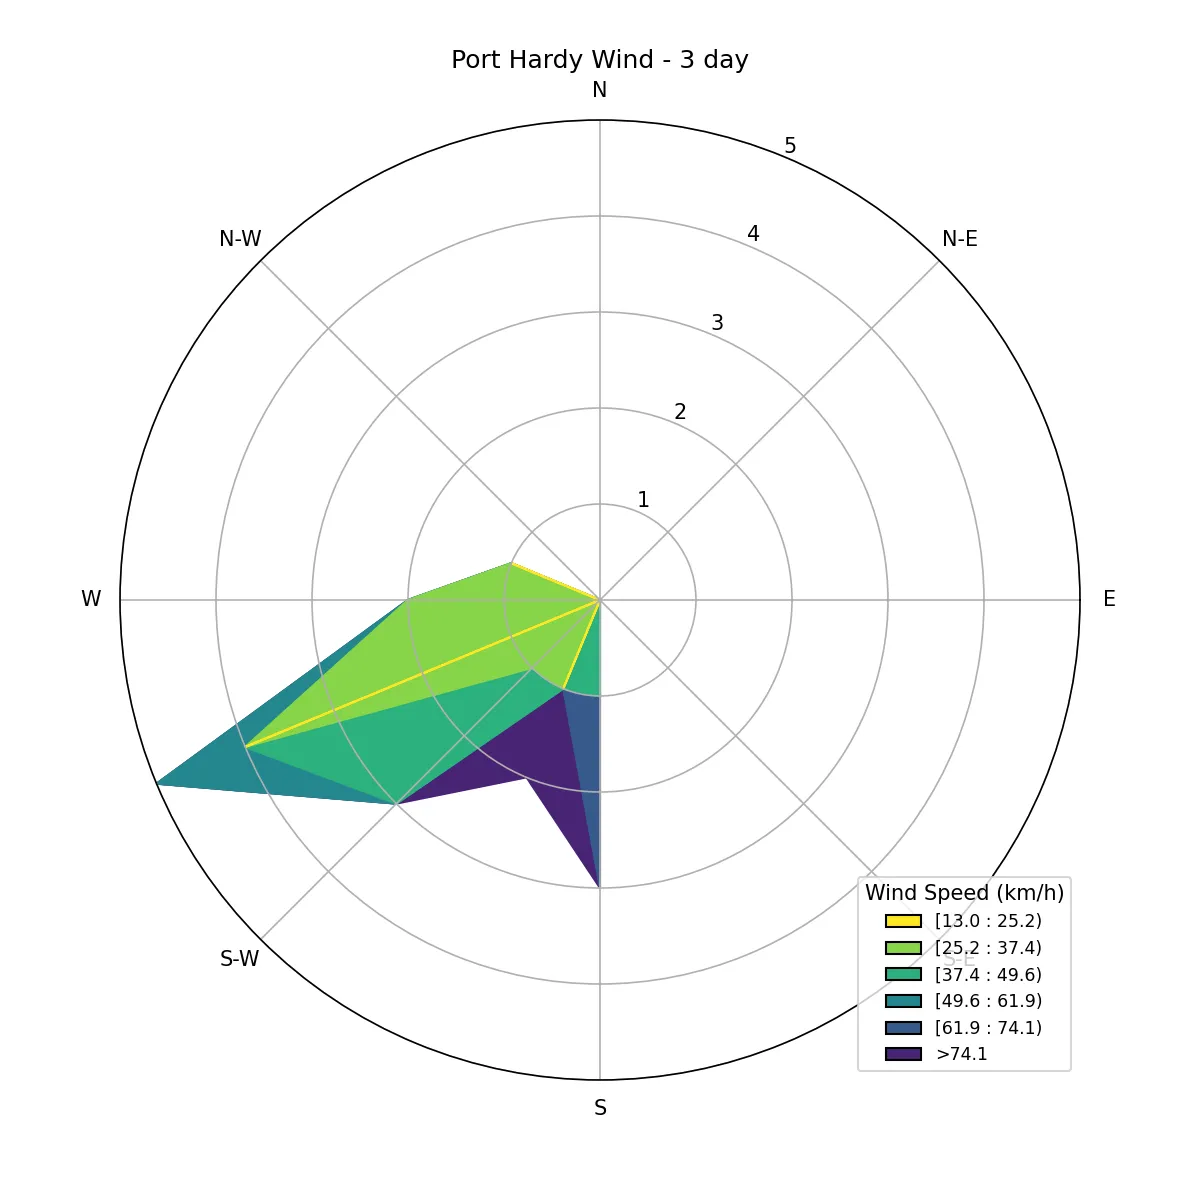 Port Hardy Wind - 3 day
N
5
N-W
N-E
4
3
2
1
W
E
S-W
S-E
S
Wind Speed (km/h)
[13.0 : 25.2)
[25.2 : 37.4)
[37.4 : 49.6)
[49.6 : 61.9)
[61.9 : 74.1)
>74.1